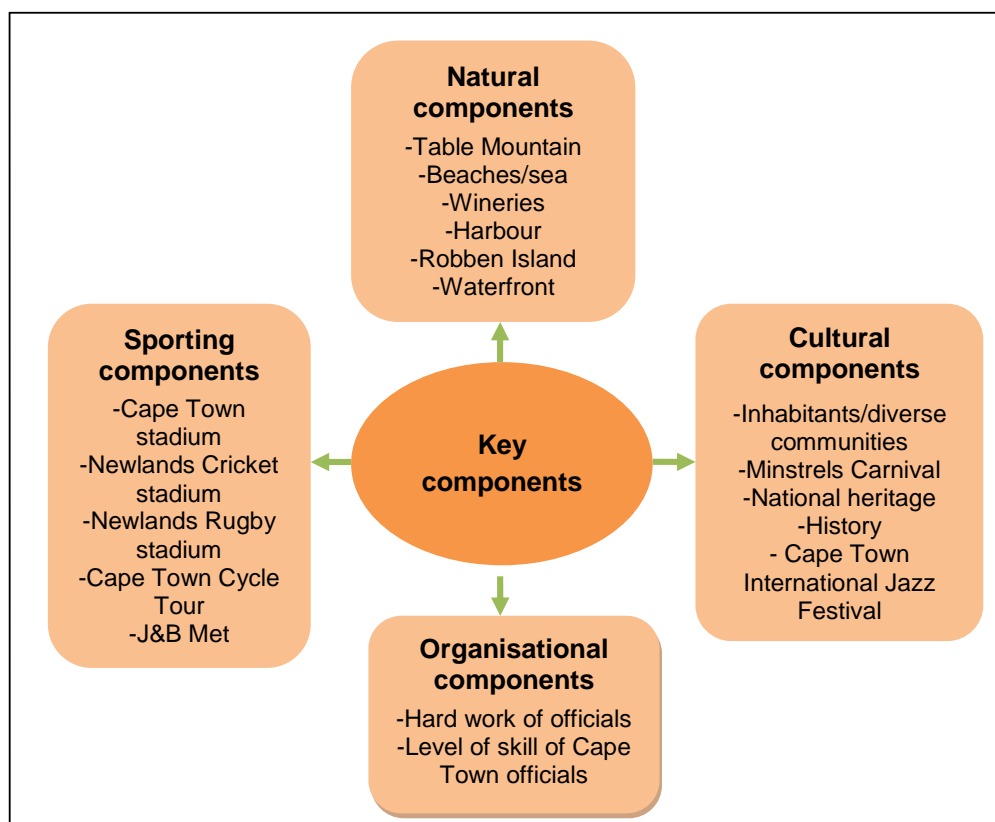 Natural
components
-Table Mountain
-Beaches/sea
-Wineries
-Harbour
-Robben Island
-Waterfront
Sporting
components
-Cape Town
stadium
-Newlands Cricket
stadium
-Newlands Rugby
stadium
-Cape Town Cycle
Tour
-J&B Met
Key
components
Cultural
components
-Inhabitants/diverse
communities
-Minstrels Carnival
-National heritage
-History
- Cape Town
International Jazz
Festival
Organisational
components
-Hard work of officials
-Level of skill of Cape
Town officials